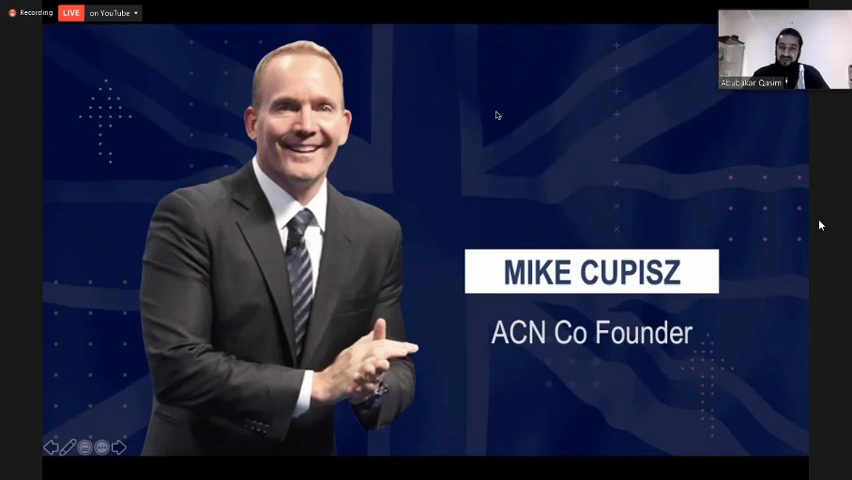 Recording
LIVE
on YouTube
Abubakar Qasim
MIKE CUPISZ
ACN Co Founder